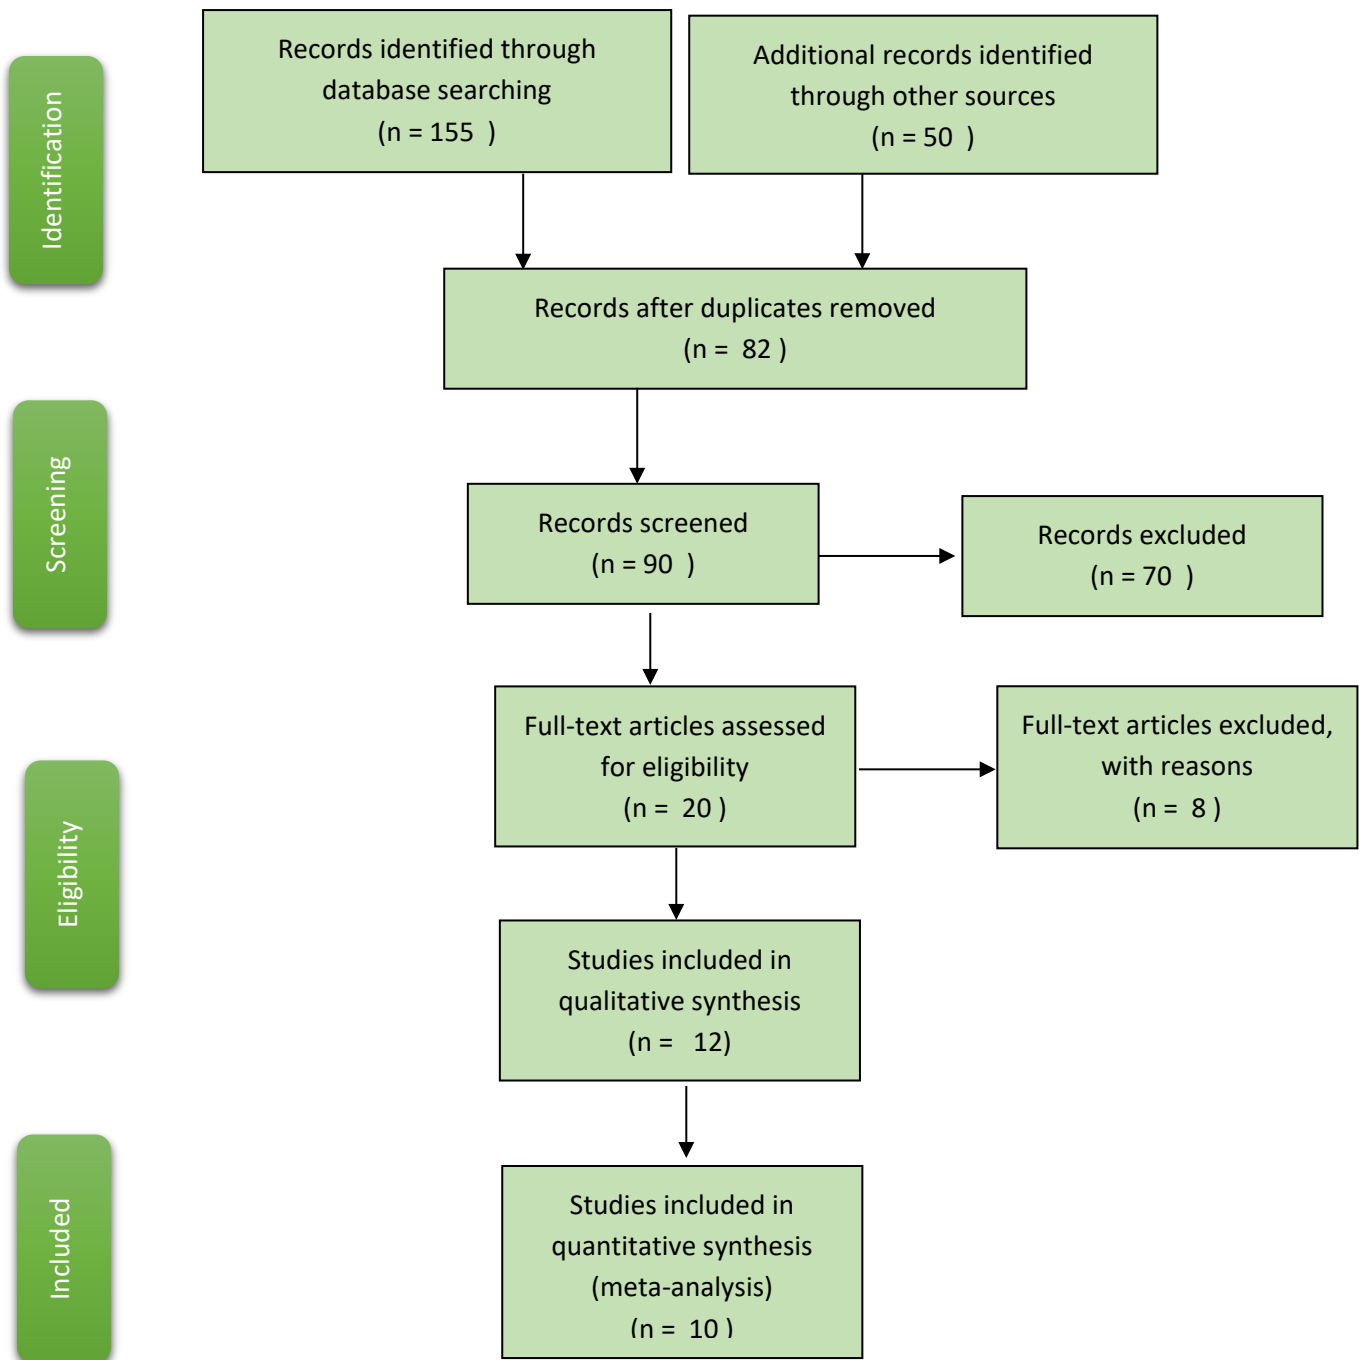 Identification
Records identified through
database searching
(n = 155  )
Additional records identified
through other sources
(n = 50  )
Records after duplicates removed
(n =  82 )
Screening
Records screened
(n = 90  )
Records excluded
(n = 70  )
Eligibility
Full-text articles assessed
for eligibility
(n =  20 )
Full-text articles excluded,
with reasons
(n =  8 )
Studies included in
qualitative synthesis
(n =   12)
Included
Studies included in
quantitative synthesis
(meta-analysis)
(n =  10 )